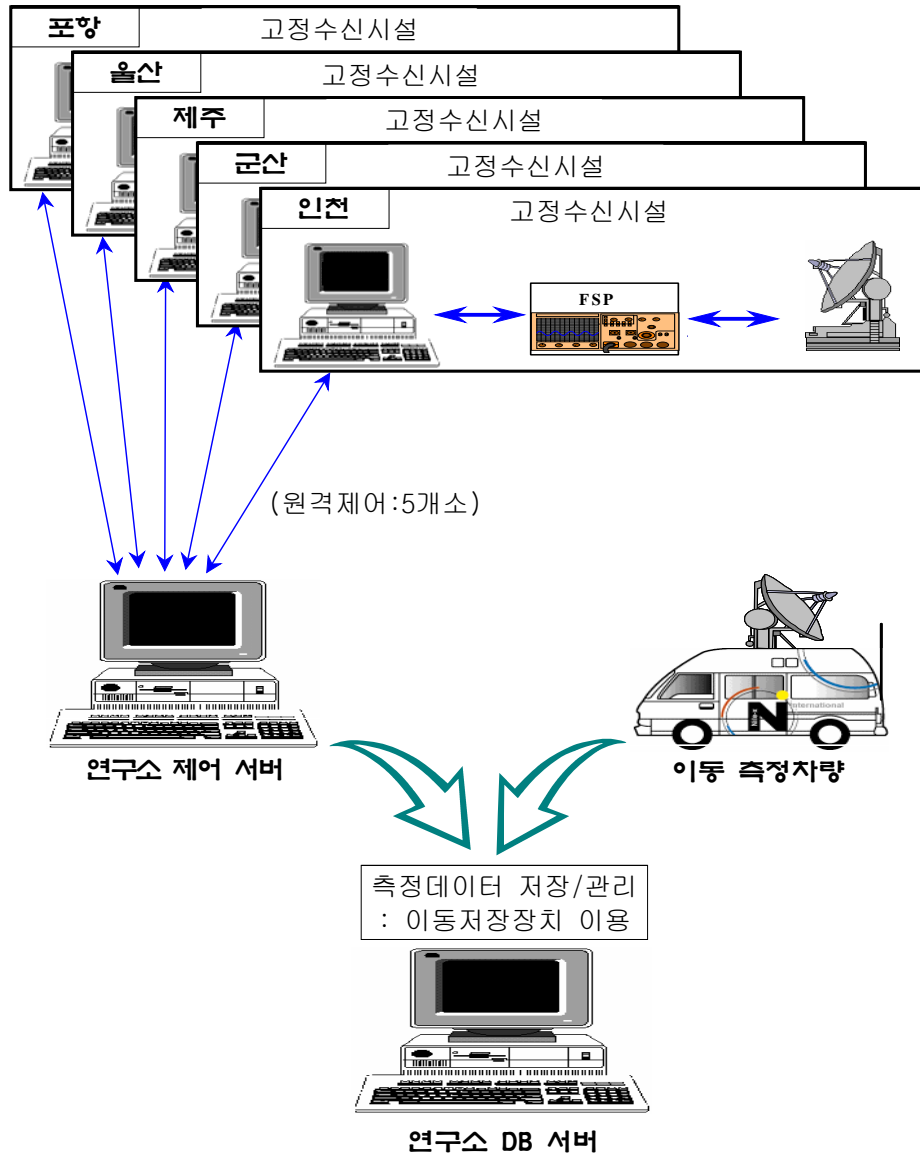 포항 고정수신시설
울산 고정수신시설
제주 고정수신시설
군산 고정수신시설
인천 고정수신시설
FSP
(원격제어:5개소)
N
international
연구소 제어 서버
이동 측정차량
측정데이터 저장/관리
: 이동저장장치 이용
연구소 DB 서버